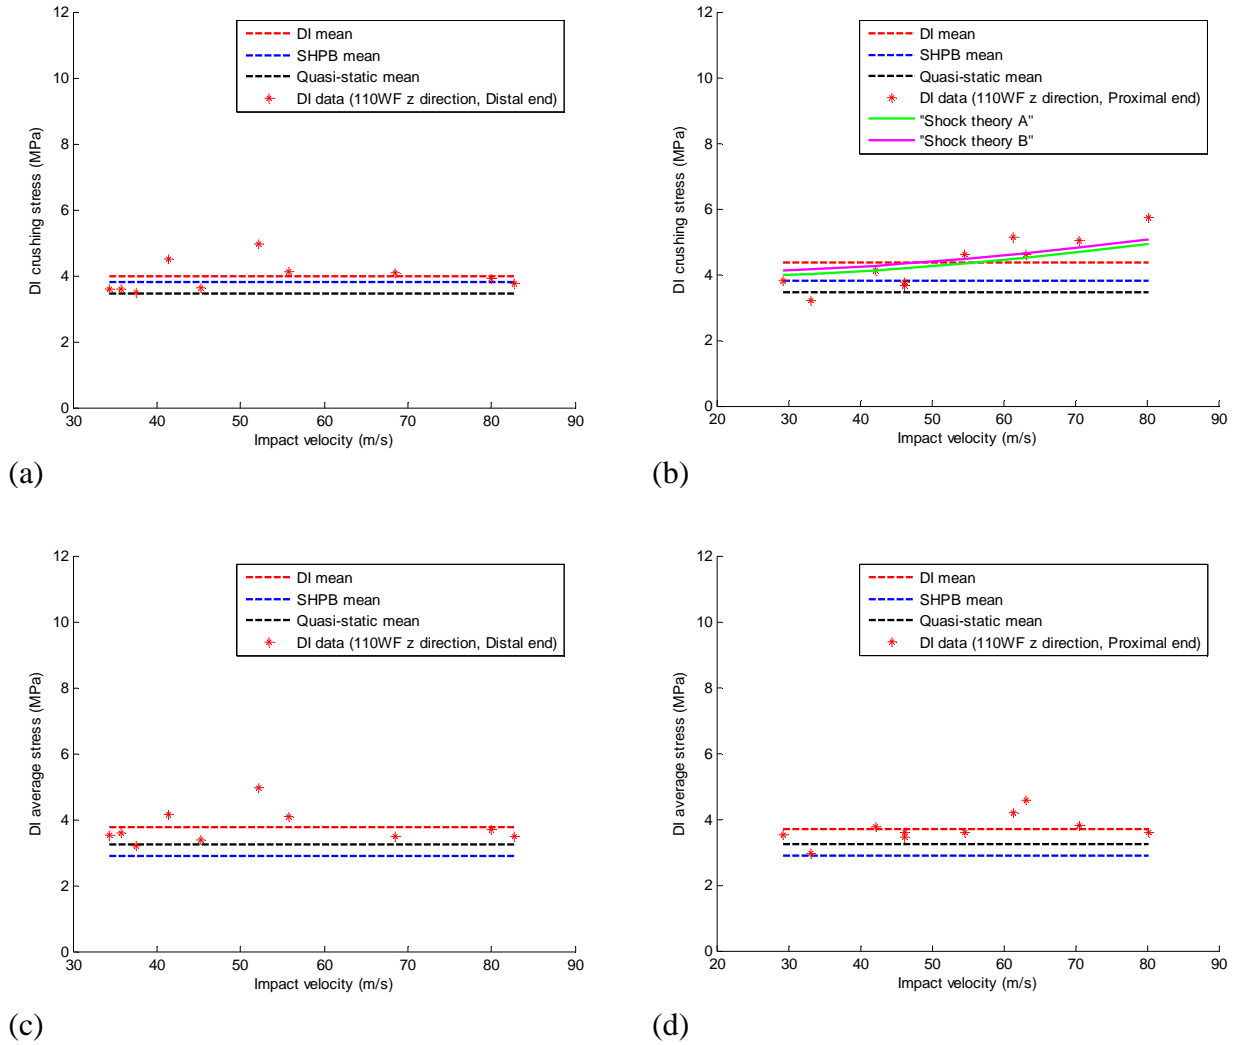 12
10
8
6
4
2
0
DI crushing stress (MPa)
DI mean
SHPB mean
Quasi-static mean
DI data (110WF z direction, Distal end)
30 40 50 60 70 80 90
Impact velocity (m/s)
(a)
12
10
8
6
4
2
0
DI crushing stress (MPa)
DI mean
SHPB mean
Quasi-static mean
DI data (110WF z direction, Proximal end)
"Shock theory A"
"Shock theory B"
20 30 40 50 60 70 80 90
Impact velocity (m/s)
(b)
12
10
8
6
4
2
0
DI average stress (MPa)
DI mean
SHPB mean
Quasi-static mean
DI data (110WF z direction, Distal end)
30 40 50 60 70 80 90
Impact velocity (m/s)
(c)
12
10
8
6
4
2
0
DI average stress (MPa)
DI mean
SHPB mean
Quasi-static mean
DI data (110WF z direction, Proximal end)
20 30 40 50 60 70 80 90
Impact velocity (m/s)
(d)